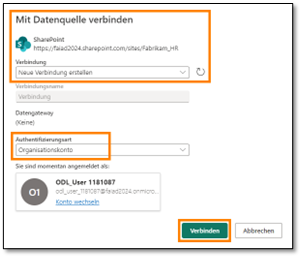 Mit Datenquelle verbinden
SharePoint
https://faiad2024.sharepoint.com/sites/Fabrikam_HR
Verbindung
Neue Verbindung erstellen
Verbindungsname
Verbindung
Datengateway
(Keine)
Authentifizierungsart
Organisationskonto
Sie sind momentan angemeldet als:
O1
ODL_User 1181087
odl_user_1181087@faiad2024.onmicro...
Konto wechseln
Verbinden
Abbrechen